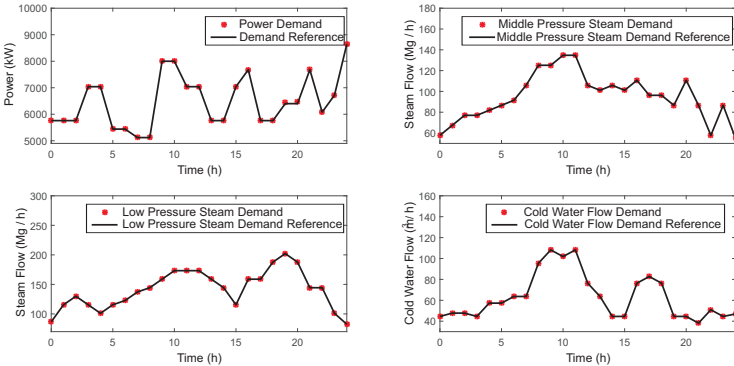 10000
9000
8000
7000
6000
5000
Power (kW)
Power Demand
Demand Reference
0
5
10
15
20
Time (h)
180
140
100
60
Steam Flow (Mg / h)
Middle Pressure Steam Demand
Middle Pressure Steam Demand Reference
0
5
10
15
20
Time (h)
300
250
200
150
100
Steam Flow (Mg / h)
Low Pressure Steam Demand
Low Pressure Steam Demand Reference
0
5
10
15
20
Time (h)
160
140
120
100
80
60
40
Cold Water Flow (m³/ h)
Cold Water Flow Demand
Cold Water Flow Demand Reference
0
5
10
15
20
Time (h)